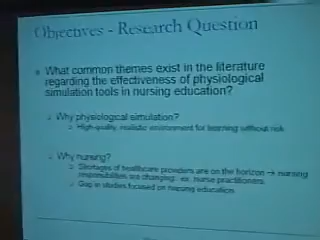 Objectives - Research Question
What common themes exist in the literature
regarding the effectiveness of physiological
simulation tools in nursing education?
Why physiological simulation?
High-quality, realistic environment for learning without risk
Why nursing?
Shortages of healthcare providers are on the horizon → nursing
responsibilities are changing: ex. nurse practitioners
Gap in studies focused on nursing education